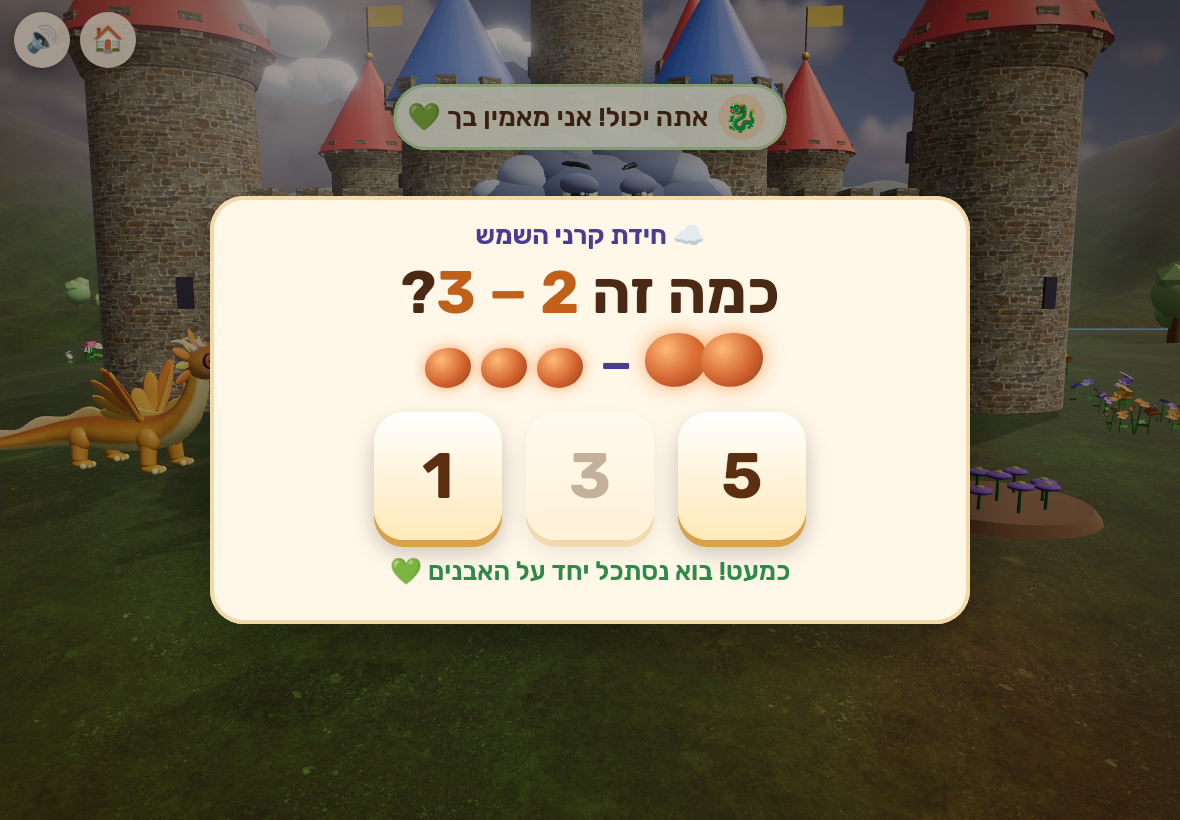 אתה יכול! אני מאמין בך 💚
☁️ חידת קרני השמש
כמה זה 2 – 3?
–
5
3
1
כמעט! בוא נסתכל יחד על האבנים 💚